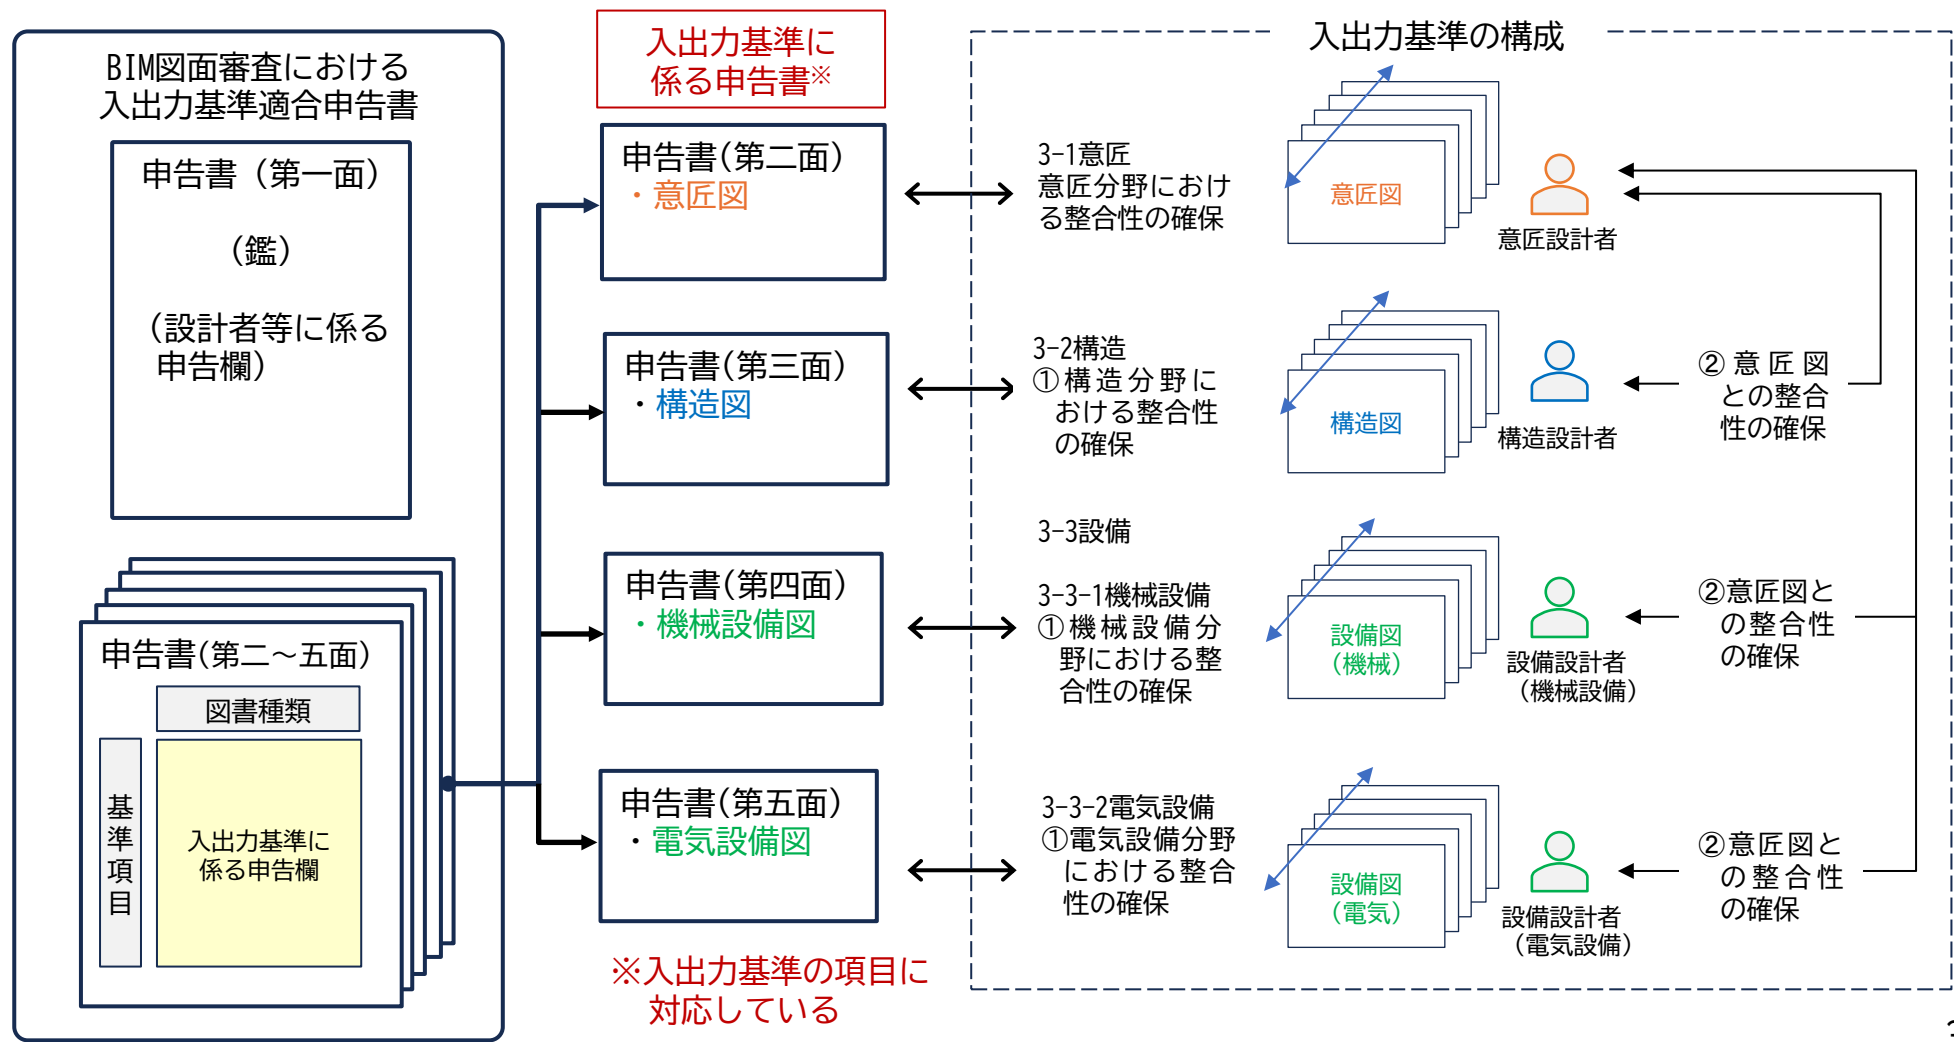 BIM図面審査における
入出力基準適合申告書
申告書（第一面）
（鑑）
（設計者等に係る
申告欄）
申告書(第二～五面)
図書種類
基準項目
入出力基準に
係る申告欄
入出力基準に
係る申告書※
申告書(第二面)
・意匠図
申告書(第三面)
・構造図
申告書(第四面)
・機械設備図
申告書(第五面)
・電気設備図
※入出力基準の項目に
対応している
入出力基準の構成
3-1意匠
意匠分野におけ
る整合性の確保
意匠図
意匠設計者
3-2構造
①構造分野に
おける整合性
の確保
構造図
構造設計者
②意匠図
との整合
性の確保
3-3設備
3-3-1機械設備
①機械設備分
野における整
合性の確保
設備図
（機械）
設備設計者
（機械設備）
②意匠図と
の整合性
の確保
3-3-2電気設備
①電気設備分野
における整合
性の確保
設備図
（電気）
設備設計者
（電気設備）
②意匠図と
の整合性
の確保